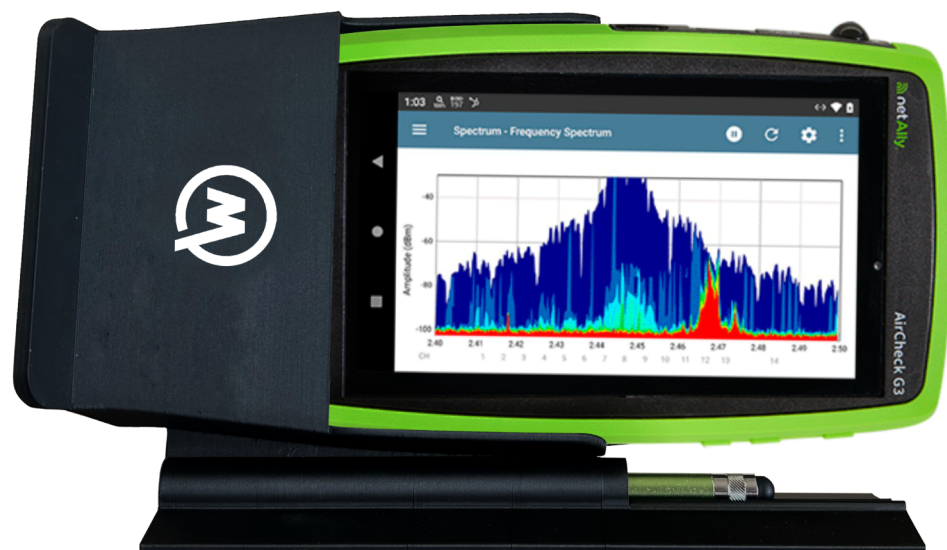 1:03
Spectrum - Frequency Spectrum
-40
-60
-80
-100
Amplitude (dBm)
2.40 2.41 2.42 2.43 2.44 2.45 2.46 2.47 2.48 2.49 2.50
CH 1 2 3 4 5 6 7 8 9 10 11 12 13 14
netAlly
AirCheck G3
W